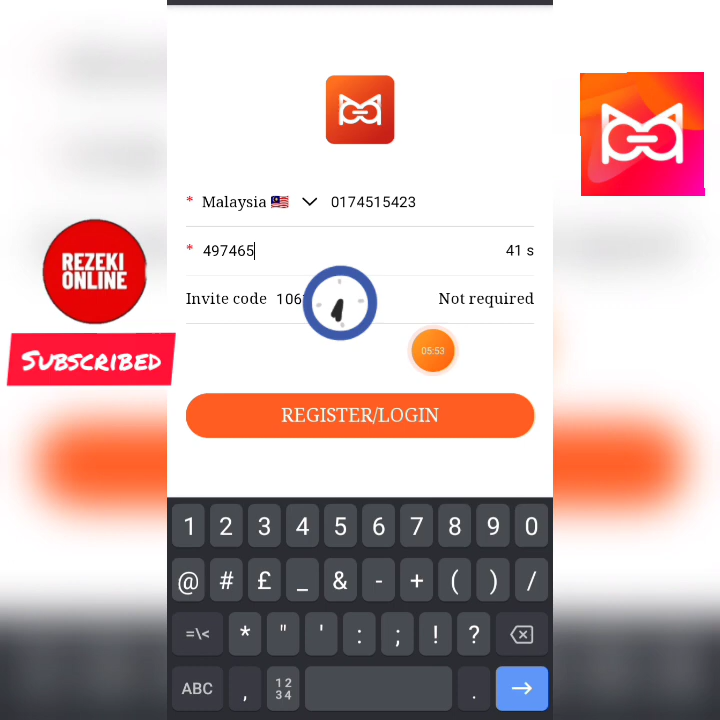 Malaysia 🇲🇾 0174515423
497465 41 s
Invite code 106 Not required
05:53
REZEKI
ONLINE
SUBSCRIBED
REGISTER/LOGIN
1 2 3 4 5 6 7 8 9 0
@ # £ _ & - + ( ) /
=\< * " ' : ; ! ?
ABC , 12 34 .